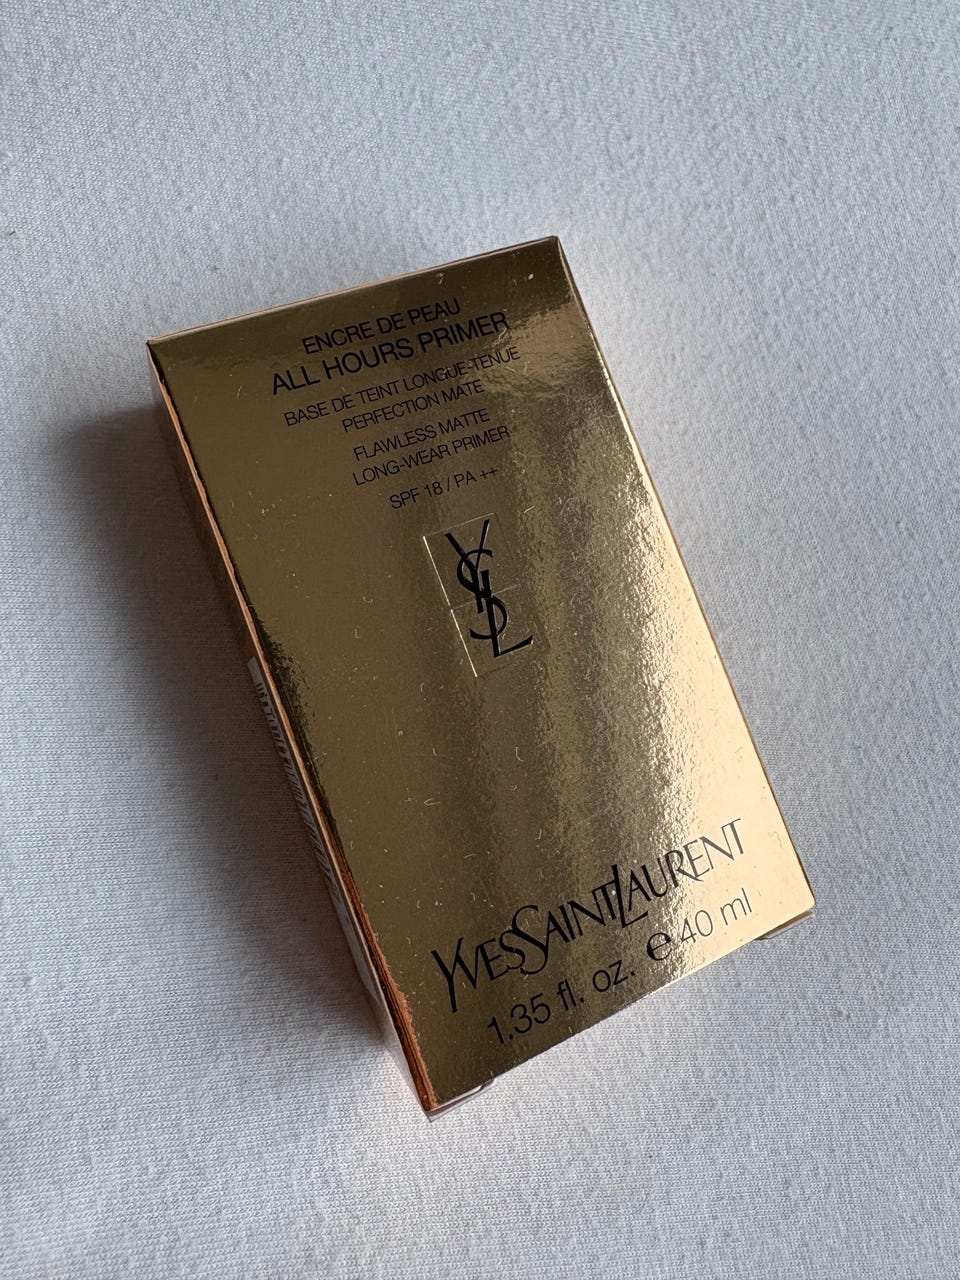 ENCRE DE PEAU
ALL HOURS PRIMER
BASE DE TEINT LONGUE-TENUE
PERFECTION MATE
FLAWLESS MATTE
LONG-WEAR PRIMER
SPF 18 / PA ++
YSL
YVESSAINTLAURENT
1.35 fl. oz. ℮ 40 ml